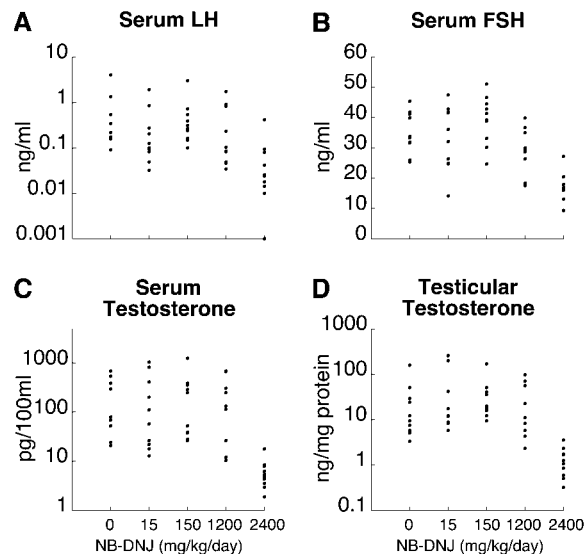 A Serum LH
B Serum FSH
ng/ml
10
1
0.1
0.01
0.001
ng/ml
60
50
40
30
20
10
0
C Serum
Testosterone
D Testicular
Testosterone
pg/100ml
1000
100
10
1
0 15 150 1200 2400
NB-DNJ (mg/kg/day)
ng/mg protein
1000
100
10
1
0.1
0 15 150 1200 2400
NB-DNJ (mg/kg/day)